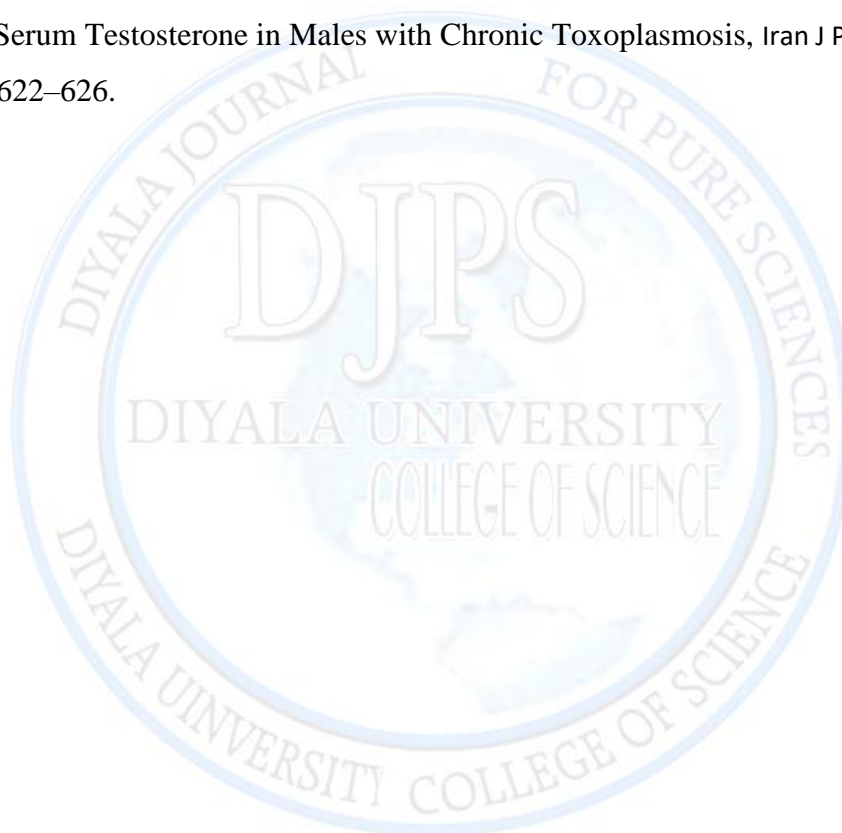 Serum Testosterone in Males with Chronic Toxoplasmosis, Iran J P
622–626.
DIYALA JOURNAL FOR PURE SCIENCES
DJPS
DIYALA UNIVERSITY
COLLEGE OF SCIENCE
DIYALA UINVERSITY COLLEGE OF SCIENCE